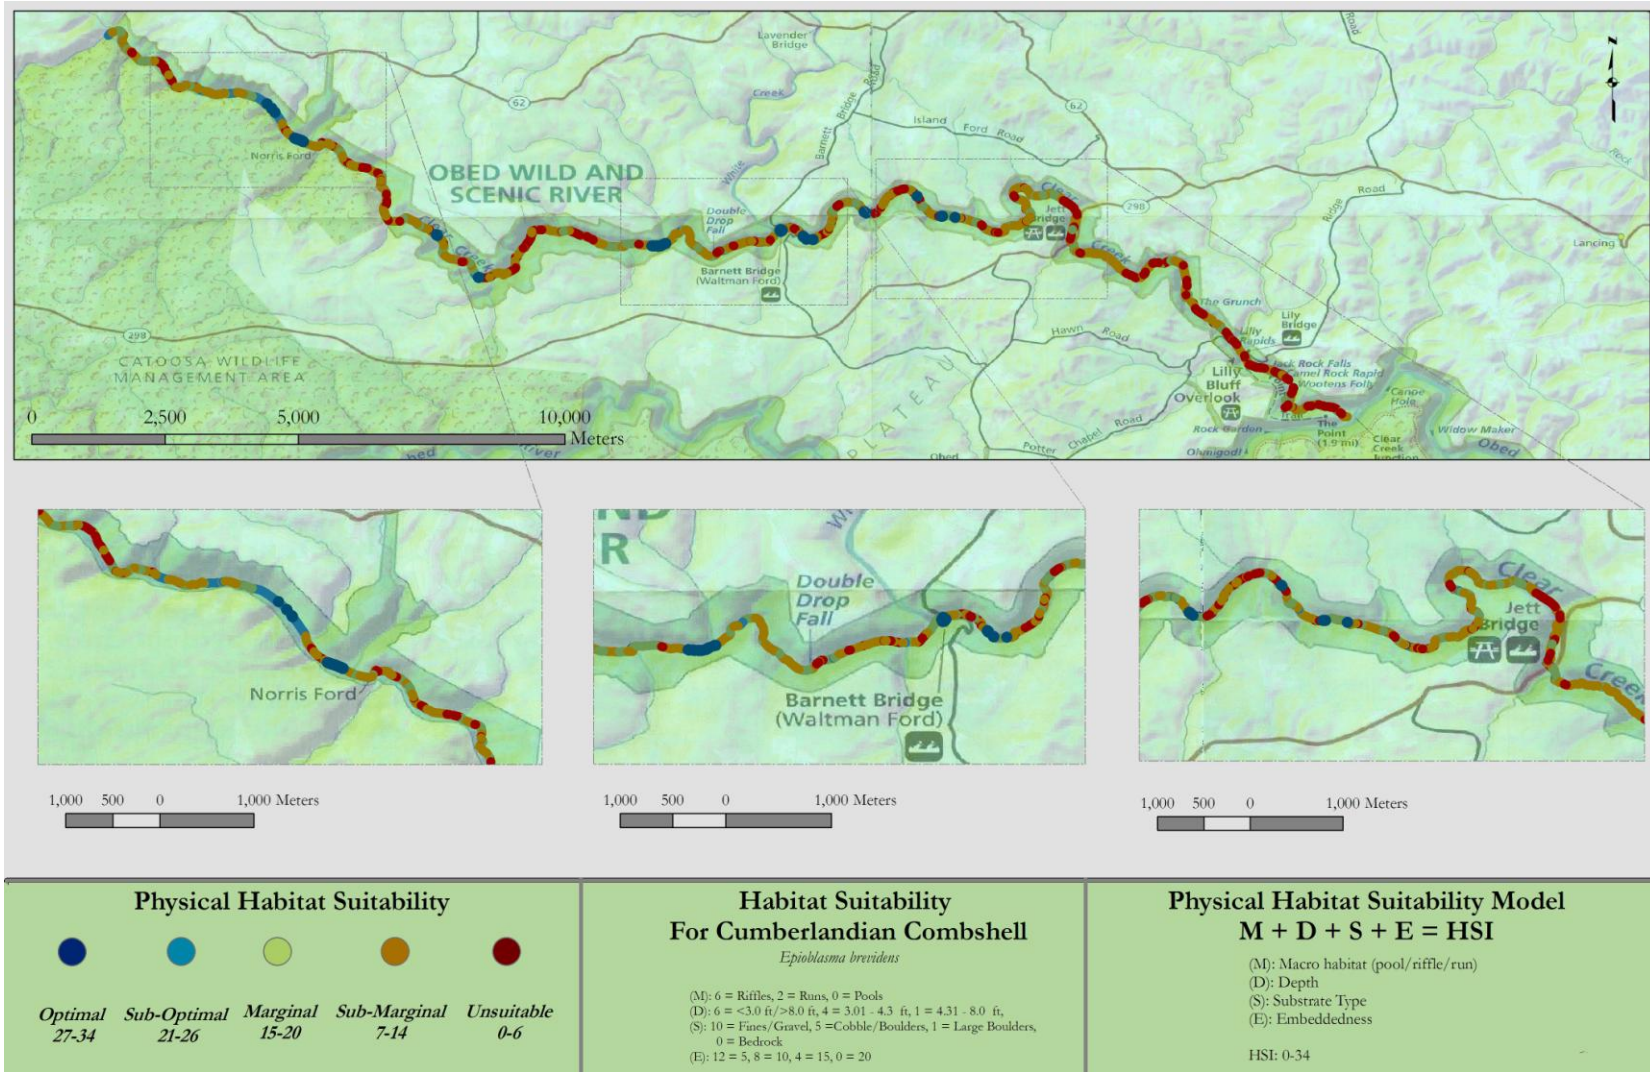 Lavender
Bridge
Road
Road
N
62
Creek
Barnett Bridge
Road
Island Ford Road
62
Rock
Norris Ford
OBED WILD AND
SCENIC RIVER
White
Double
Drop
Fall
Clear Creek
Barnett Bridge
(Waltman Ford)
Clear
Jett
Bridge
298
Creek
Ridge
Road
Lancing
298
CATOOSA WILDLIFE
MANAGEMENT AREA
The Grunch
Lilly
Rapids
Lily
Bridge
Hawn Road
Jack Rock Falls
Camel Rock Rapid
Wootens Folly
Lilly
Bluff
Overlook
Canoe
Hole
PLATEAU
Rock Garden
Trail
The
Point
(1.9 mi)
Widow Maker
Clear
Creek
Junction
Obed
Potter Chapel Road
Obed
Obed River
0 2,500 5,000 10,000
Meters
Norris Ford
ND
R
Double
Drop
Fall
Barnett Bridge
(Waltman Ford)
Clear
Jett
Bridge
Creek
1,000 500 0 1,000 Meters
1,000 500 0 1,000 Meters
1,000 500 0 1,000 Meters
Physical Habitat Suitability
Optimal
27-34
Sub-Optimal
21-26
Marginal
15-20
Sub-Marginal
7-14
Unsuitable
0-6
Habitat Suitability
For Cumberlandian Combshell
Epioblasma brevidens
(M): 6 = Riffles, 2 = Runs, 0 = Pools
(D): 6 = <3.0 ft/>8.0 ft, 4 = 3.01 - 4.3 ft, 1 = 4.31 - 8.0 ft,
(S): 10 = Fines/Gravel, 5 =Cobble/Boulders, 1 = Large Boulders,
0 = Bedrock
(E): 12 = 5, 8 = 10, 4 = 15, 0 = 20
Physical Habitat Suitability Model
M + D + S + E = HSI
(M): Macro habitat (pool/riffle/run)
(D): Depth
(S): Substrate Type
(E): Embeddedness
HSI: 0-34